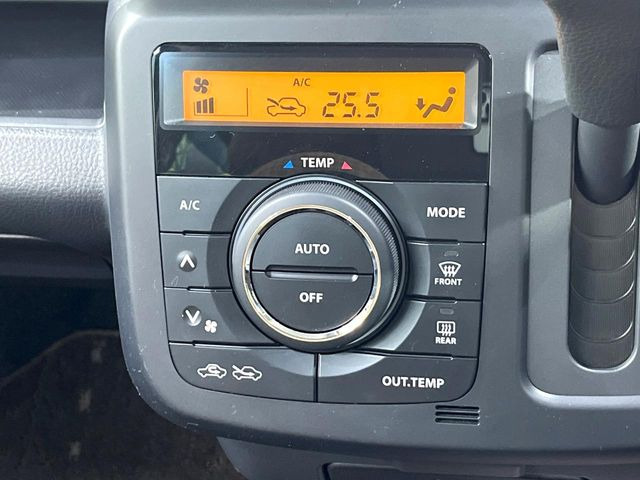 A/C
25.5
TEMP
A/C
MODE
AUTO
FRONT
OFF
REAR
OUT.TEMP